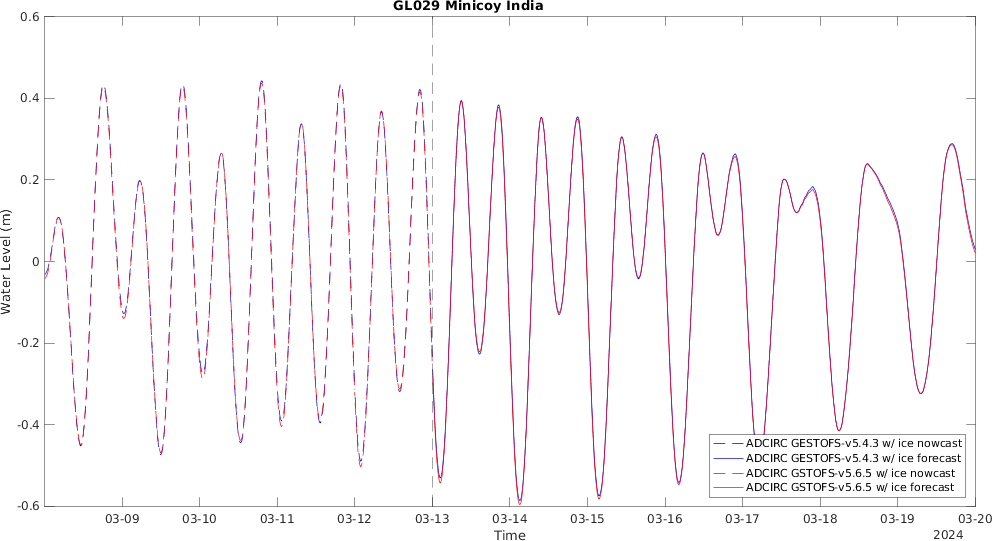 GL029 Minicoy India
0.6
0.4
0.2
0
-0.2
-0.4
-0.6
Water Level (m)
ADCIRC GESTOFS-v5.4.3 w/ ice nowcast
ADCIRC GESTOFS-v5.4.3 w/ ice forecast
ADCIRC GSTOFS-v5.6.5 w/ ice nowcast
ADCIRC GSTOFS-v5.6.5 w/ ice forecast
03-09 03-10 03-11 03-12 03-13 03-14 03-15 03-16 03-17 03-18 03-19 03-20
Time
2024